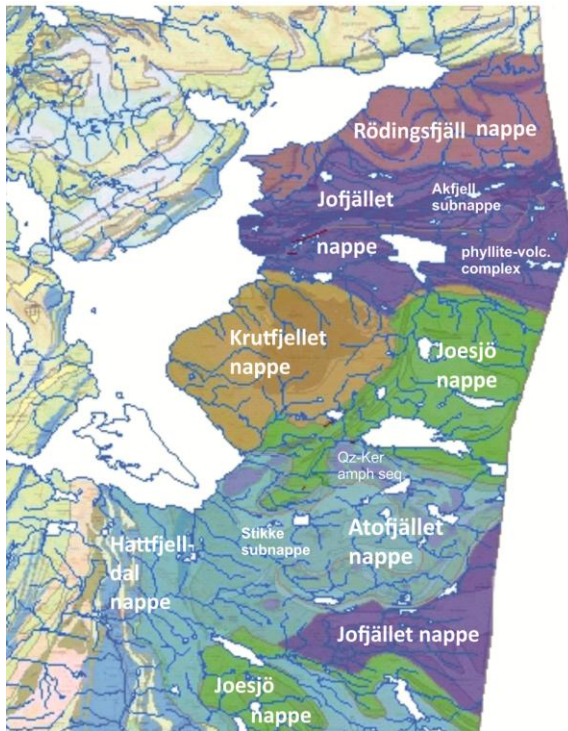 Rödingsfjäll nappe
Jofjället
Akfjell
subnappe
nappe
phyllite-volc.
complex
Krutfjellet
nappe
Joesjö
nappe
Qz-Ker
amph seq.
Stikke
subnappe
Atofjället
nappe
Hattfjell-
dal
nappe
Jofjället nappe
Joesjö
nappe